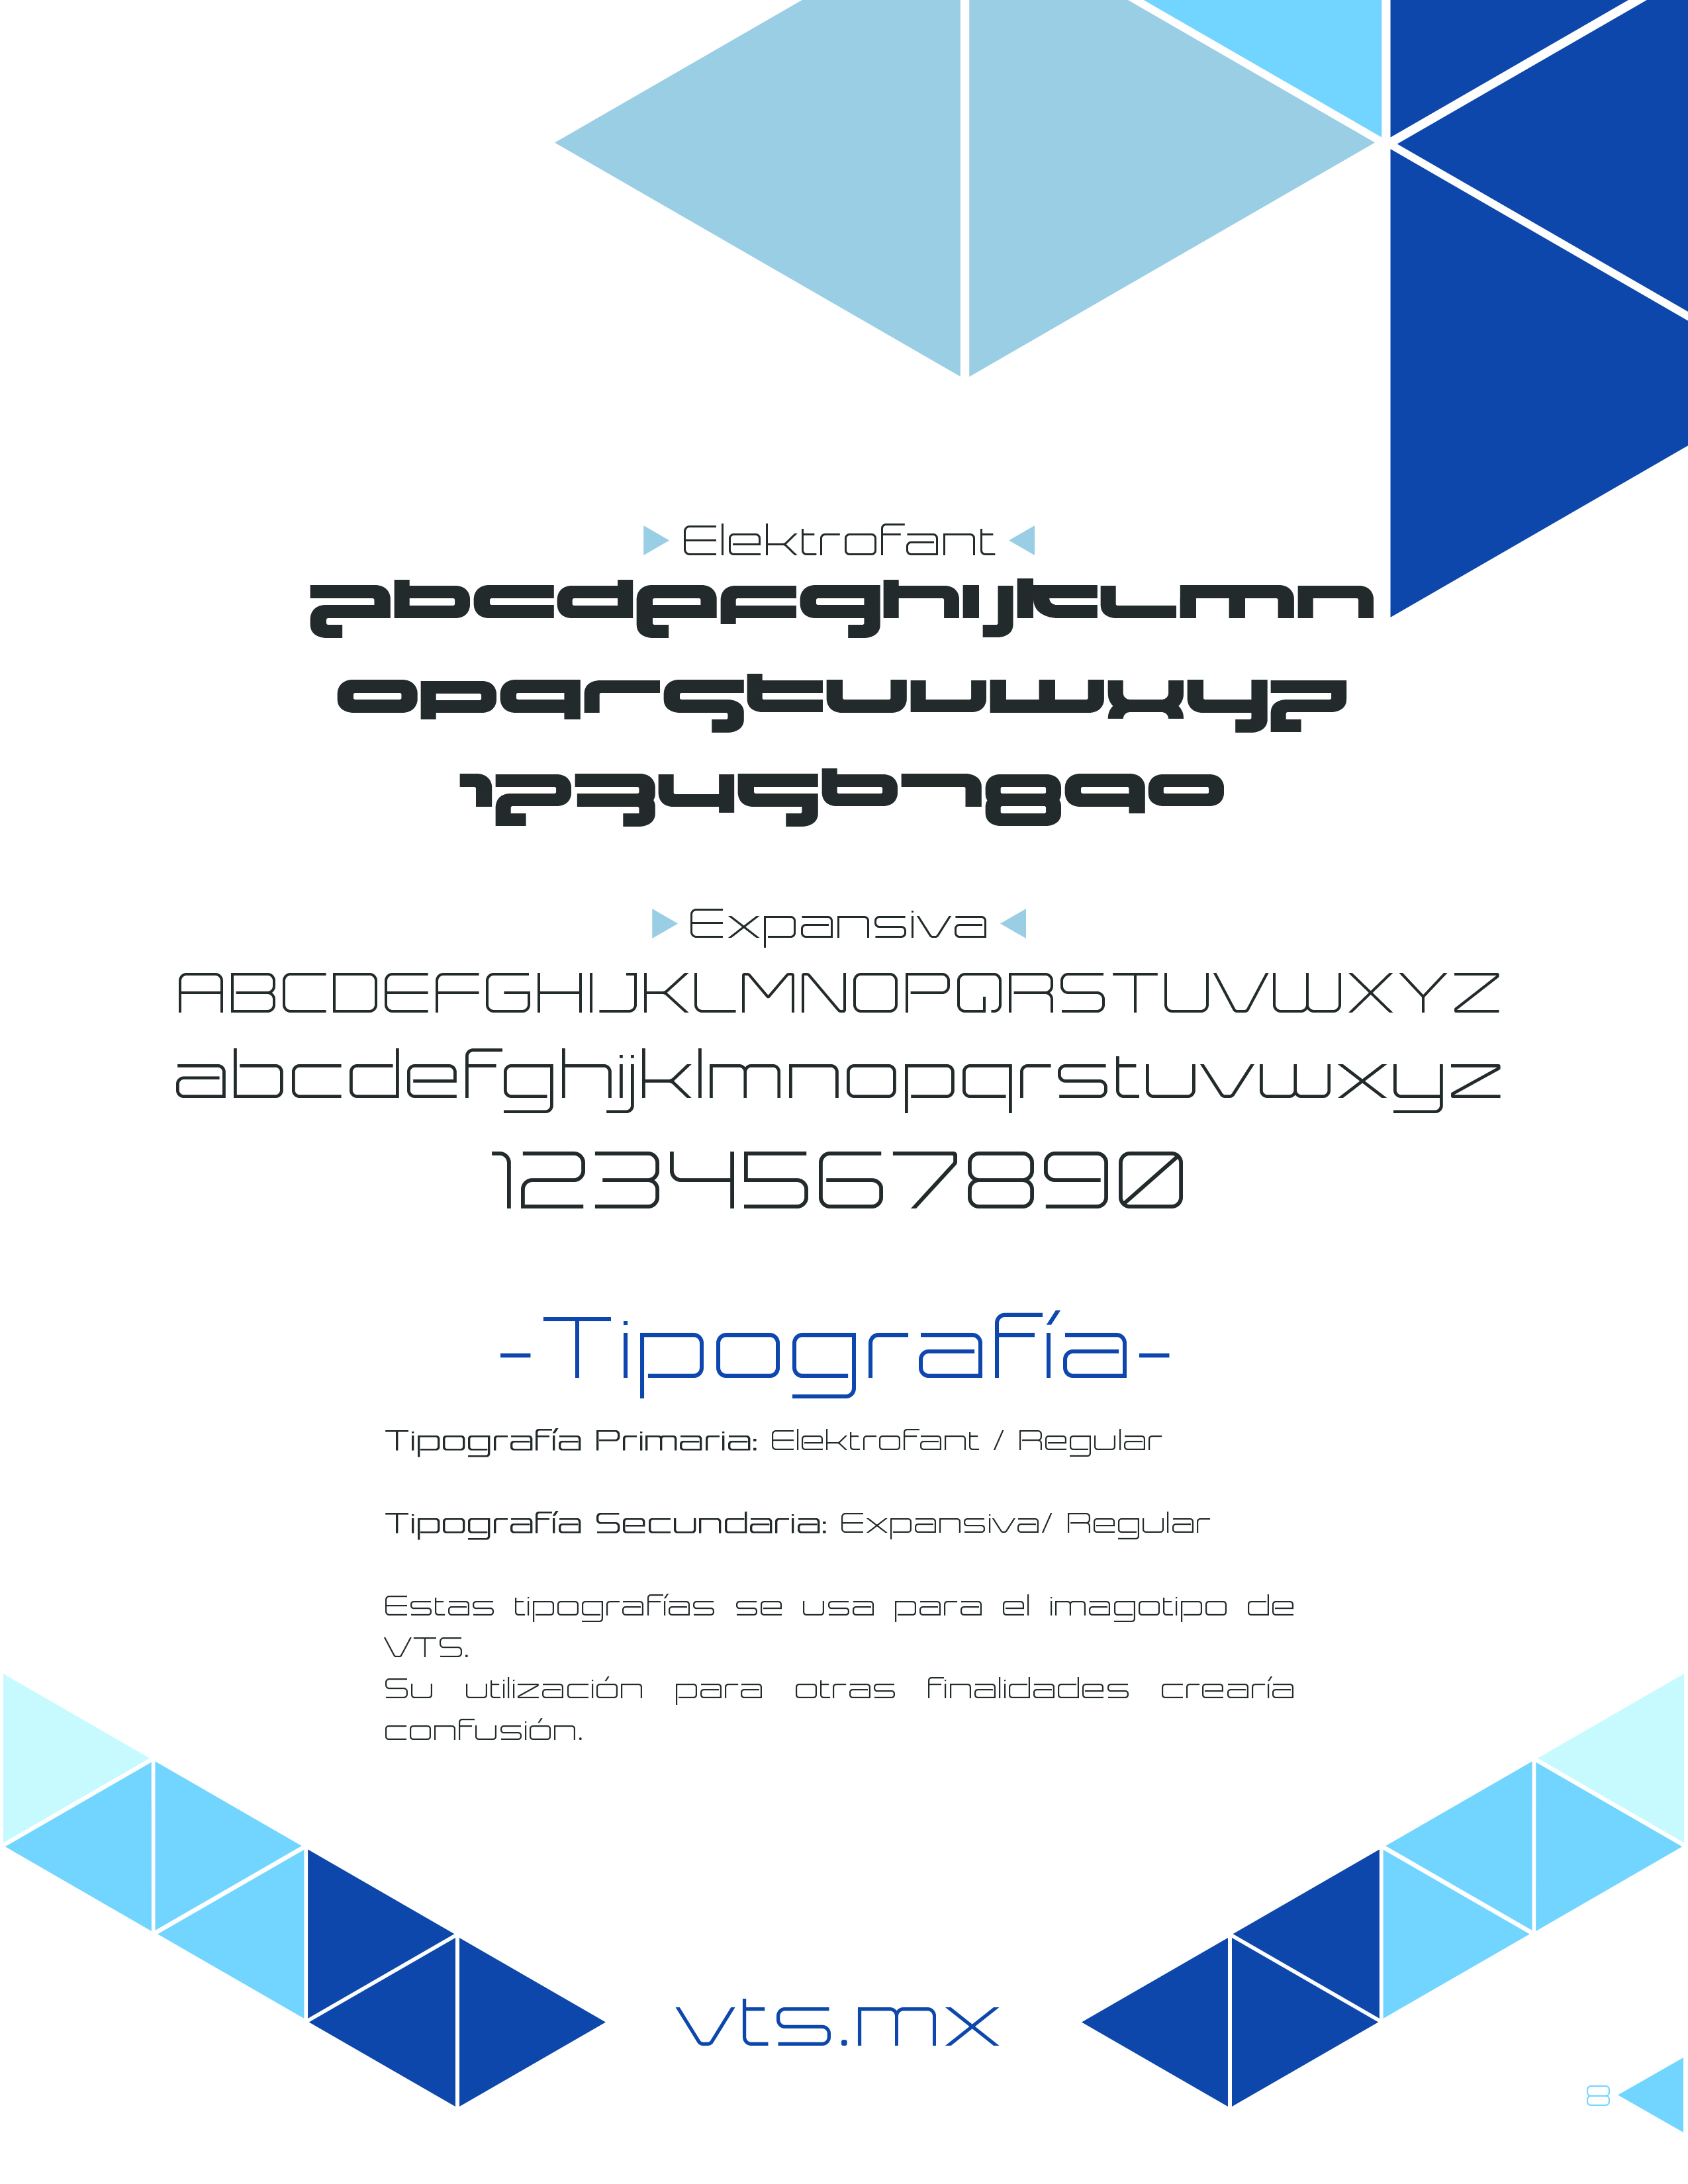 Elektrofant
abcdefghijklmn
opqrstuvwxyz
1234567890
Expansiva
ABCDEFGHIJKLMNOPQRSTUVWXYZ
abcdefghijklmnopqrstuvwxyz
1234567890
-Tipografía-
Tipografía Primaria: Elektrofant / Regular
Tipografía Secundaria: Expansiva/ Regular
Estas tipografías se usa para el imagotipo de
VTS.
Su utilización para otras finalidades crearía
confusión.
vts.mx
8